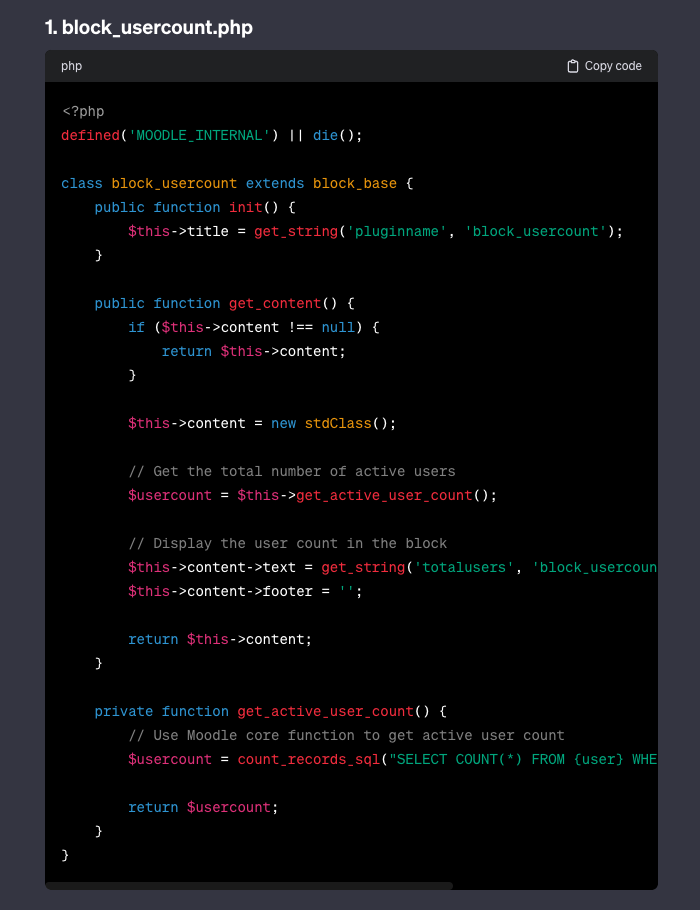 1. block_usercount.php
php
Copy code
<?php
defined('MOODLE_INTERNAL') || die();
class block_usercount extends block_base {
    public function init() {
        $this->title = get_string('pluginname', 'block_usercount');
    }
    public function get_content() {
        if ($this->content !== null) {
            return $this->content;
        }
        $this->content = new stdClass();
        // Get the total number of active users
        $usercount = $this->get_active_user_count();
        // Display the user count in the block
        $this->content->text = get_string('totalusers', 'block_usercoun
        $this->content->footer = '';
        return $this->content;
    }
    private function get_active_user_count() {
        // Use Moodle core function to get active user count
        $usercount = count_records_sql("SELECT COUNT(*) FROM {user} WHE
        return $usercount;
    }
}